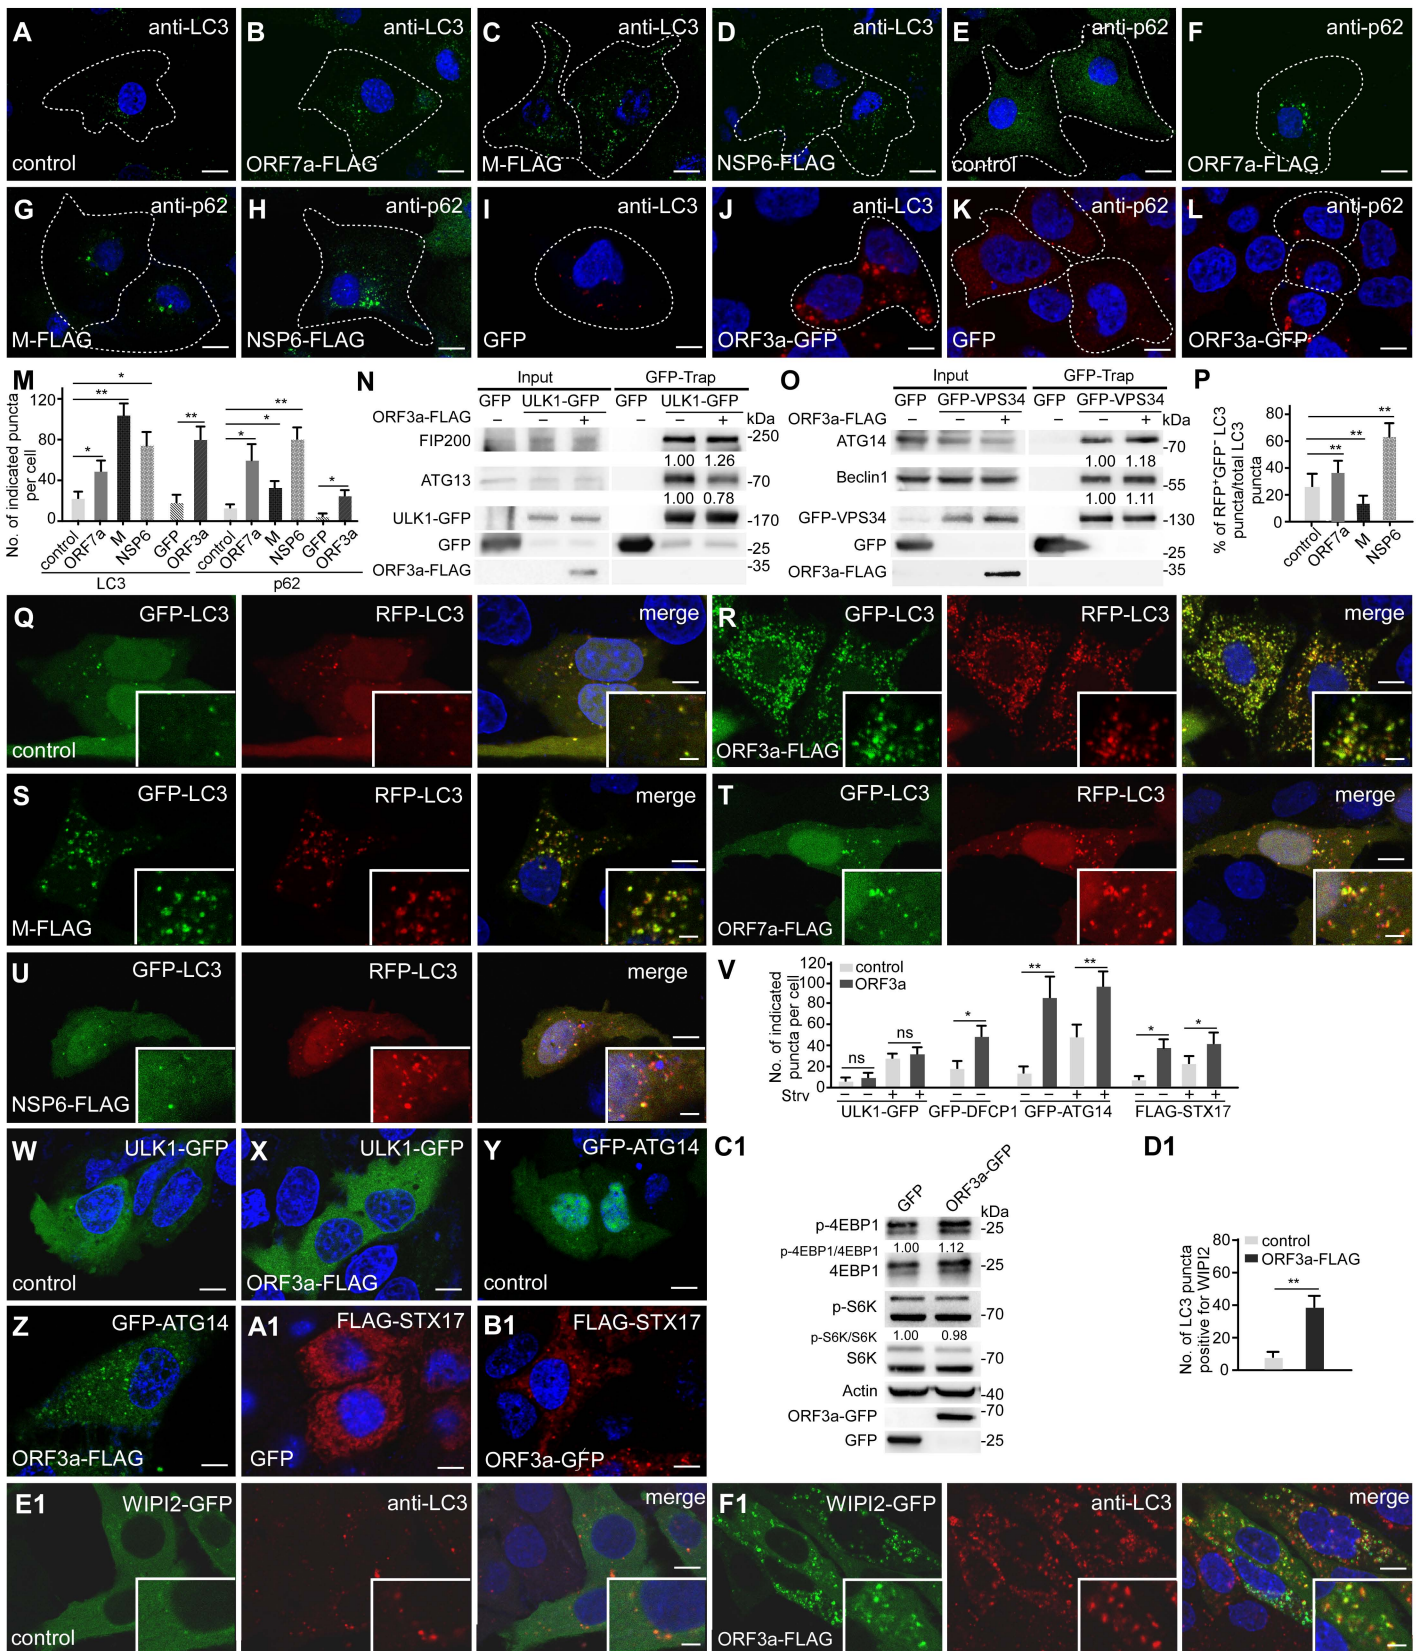 A anti-LC3 control
B anti-LC3 ORF7a-FLAG
C anti-LC3 M-FLAG
D anti-LC3 NSP6-FLAG
E anti-p62 control
F anti-p62 ORF7a-FLAG
G anti-p62 M-FLAG
H anti-p62 NSP6-FLAG
I anti-LC3 GFP
J anti-LC3 ORF3a-GFP
K anti-p62 GFP
L anti-p62 ORF3a-GFP
M
No. of indicated puncta per cell
120
80
40
0
* ** * ** * * ** *
control ORF7a M NSP6 GFP ORF3a control ORF7a M NSP6 GFP ORF3a
LC3 p62
N
Input GFP-Trap
GFP ULK1-GFP GFP ULK1-GFP
ORF3a-FLAG – + – + kDa
FIP200 -250
1.00 1.26
ATG13 -70
1.00 0.78
ULK1-GFP -170
GFP -25
-35
ORF3a-FLAG
O
Input GFP-Trap
GFP GFP-VPS34 GFP GFP-VPS34
ORF3a-FLAG – + – + kDa
ATG14 -70
1.00 1.18
Beclin1 -55
1.00 1.11
GFP-VPS34 -130
GFP -25
-35
ORF3a-FLAG
P
% of RFP+GFP− LC3 puncta/total LC3 puncta
80
60
40
20
0
** ** **
control ORF7a M NSP6
Q GFP-LC3 RFP-LC3 merge
control
R GFP-LC3 RFP-LC3 merge
ORF3a-FLAG
S GFP-LC3 RFP-LC3 merge
M-FLAG
T GFP-LC3 RFP-LC3 merge
ORF7a-FLAG
U GFP-LC3 RFP-LC3 merge
NSP6-FLAG
V
No. of indicated puncta per cell
120
100
80
60
40
20
0
control
ORF3a
ns ns * ** ** * *
Strv – – + + – – – – + + – – + +
ULK1-GFP GFP-DFCP1 GFP-ATG14 FLAG-STX17
W ULK1-GFP control
X ULK1-GFP ORF3a-FLAG
Y GFP-ATG14 control
Z GFP-ATG14 ORF3a-FLAG
A1 FLAG-STX17 GFP
B1 FLAG-STX17 ORF3a-GFP
C1
GFP ORF3a-GFP
kDa
p-4EBP1 -25
p-4EBP1/4EBP1 1.00 1.12
4EBP1 -25
p-S6K -70
p-S6K/S6K 1.00 0.98
S6K -70
Actin -40
-70
ORF3a-GFP
GFP -25
D1
No. of LC3 puncta positive for WIPI2
80
60
40
20
0
control
ORF3a-FLAG
**
E1 WIPI2-GFP anti-LC3 merge
control
F1 WIPI2-GFP anti-LC3 merge
ORF3a-FLAG